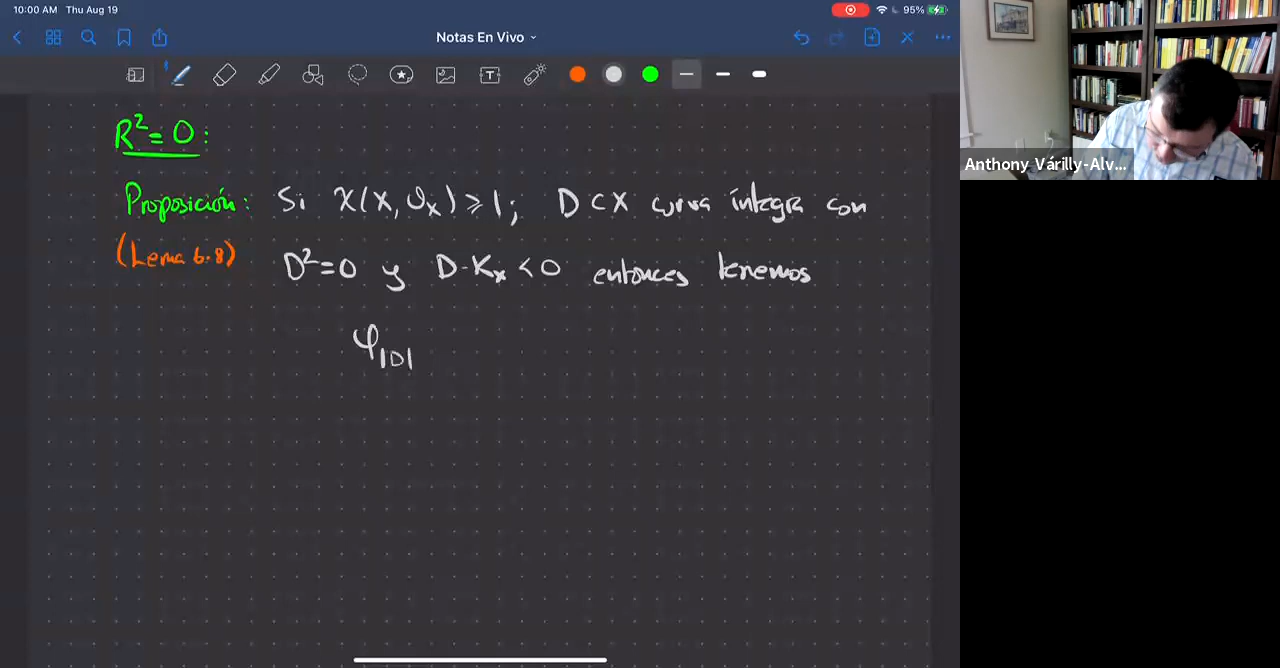 10:00 AM Thu Aug 19
95%
Notas En Vivo
Anthony Várilly-Alv...
R² = 0 :
Proposición: Si χ(X, O_X) ⩾ 1; D ⊂ X curva íntegra con
(Lema 6.8) D² = 0 y D·K_X < 0 entonces tenemos
φ_|D|